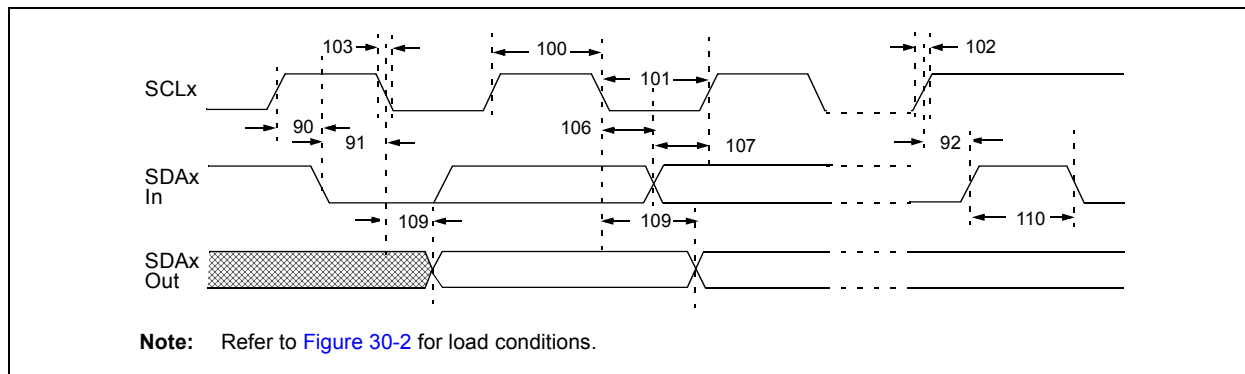 103
100
102
SCLx
101
90
106
91
107
92
SDAx
In
109
109
110
SDAx
Out
Note: Refer to Figure 30-2 for load conditions.